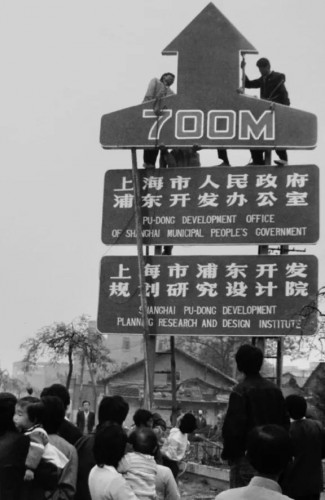 700M
上海市人民政府
浦东开发办公室
PU-DONG DEVELOPMENT OFFICE
OF SHANGHAI MUNICIPAL PEOPLE'S GOVERNMENT
上海市浦东开发
规划研究设计院
SHANGHAI PU-DONG DEVELOPMENT
PLANNING RESEARCH AND DESIGN INSTITUTE